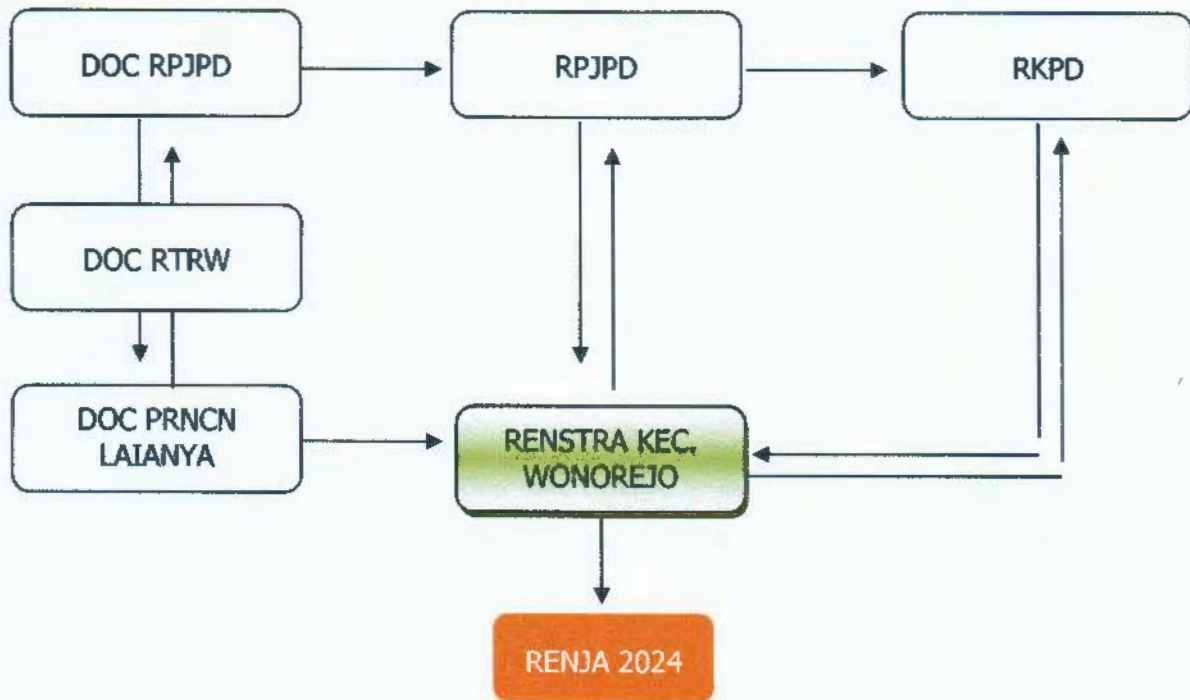 DOC RPJPD
RPJPD
RKPD
DOC RTRW
DOC PRNCN
LAIANYA
RENSTRA KEC.
WONOREJO
RENJA 2024